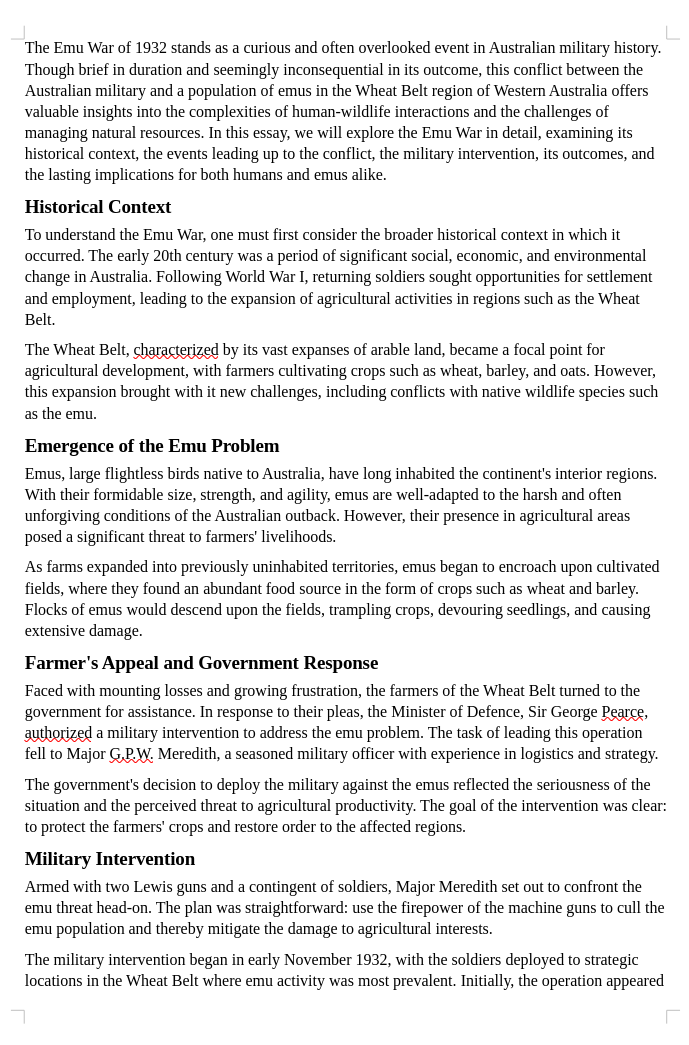 The Emu War of 1932 stands as a curious and often overlooked event in Australian military history.
Though brief in duration and seemingly inconsequential in its outcome, this conflict between the
Australian military and a population of emus in the Wheat Belt region of Western Australia offers
valuable insights into the complexities of human-wildlife interactions and the challenges of
managing natural resources. In this essay, we will explore the Emu War in detail, examining its
historical context, the events leading up to the conflict, the military intervention, its outcomes, and
the lasting implications for both humans and emus alike.
Historical Context
To understand the Emu War, one must first consider the broader historical context in which it
occurred. The early 20th century was a period of significant social, economic, and environmental
change in Australia. Following World War I, returning soldiers sought opportunities for settlement
and employment, leading to the expansion of agricultural activities in regions such as the Wheat
Belt.
The Wheat Belt, characterized by its vast expanses of arable land, became a focal point for
agricultural development, with farmers cultivating crops such as wheat, barley, and oats. However,
this expansion brought with it new challenges, including conflicts with native wildlife species such
as the emu.
Emergence of the Emu Problem
Emus, large flightless birds native to Australia, have long inhabited the continent's interior regions.
With their formidable size, strength, and agility, emus are well-adapted to the harsh and often
unforgiving conditions of the Australian outback. However, their presence in agricultural areas
posed a significant threat to farmers' livelihoods.
As farms expanded into previously uninhabited territories, emus began to encroach upon cultivated
fields, where they found an abundant food source in the form of crops such as wheat and barley.
Flocks of emus would descend upon the fields, trampling crops, devouring seedlings, and causing
extensive damage.
Farmer's Appeal and Government Response
Faced with mounting losses and growing frustration, the farmers of the Wheat Belt turned to the
government for assistance. In response to their pleas, the Minister of Defence, Sir George Pearce,
authorized a military intervention to address the emu problem. The task of leading this operation
fell to Major G.P.W. Meredith, a seasoned military officer with experience in logistics and strategy.
The government's decision to deploy the military against the emus reflected the seriousness of the
situation and the perceived threat to agricultural productivity. The goal of the intervention was clear:
to protect the farmers' crops and restore order to the affected regions.
Military Intervention
Armed with two Lewis guns and a contingent of soldiers, Major Meredith set out to confront the
emu threat head-on. The plan was straightforward: use the firepower of the machine guns to cull the
emu population and thereby mitigate the damage to agricultural interests.
The military intervention began in early November 1932, with the soldiers deployed to strategic
locations in the Wheat Belt where emu activity was most prevalent. Initially, the operation appeared